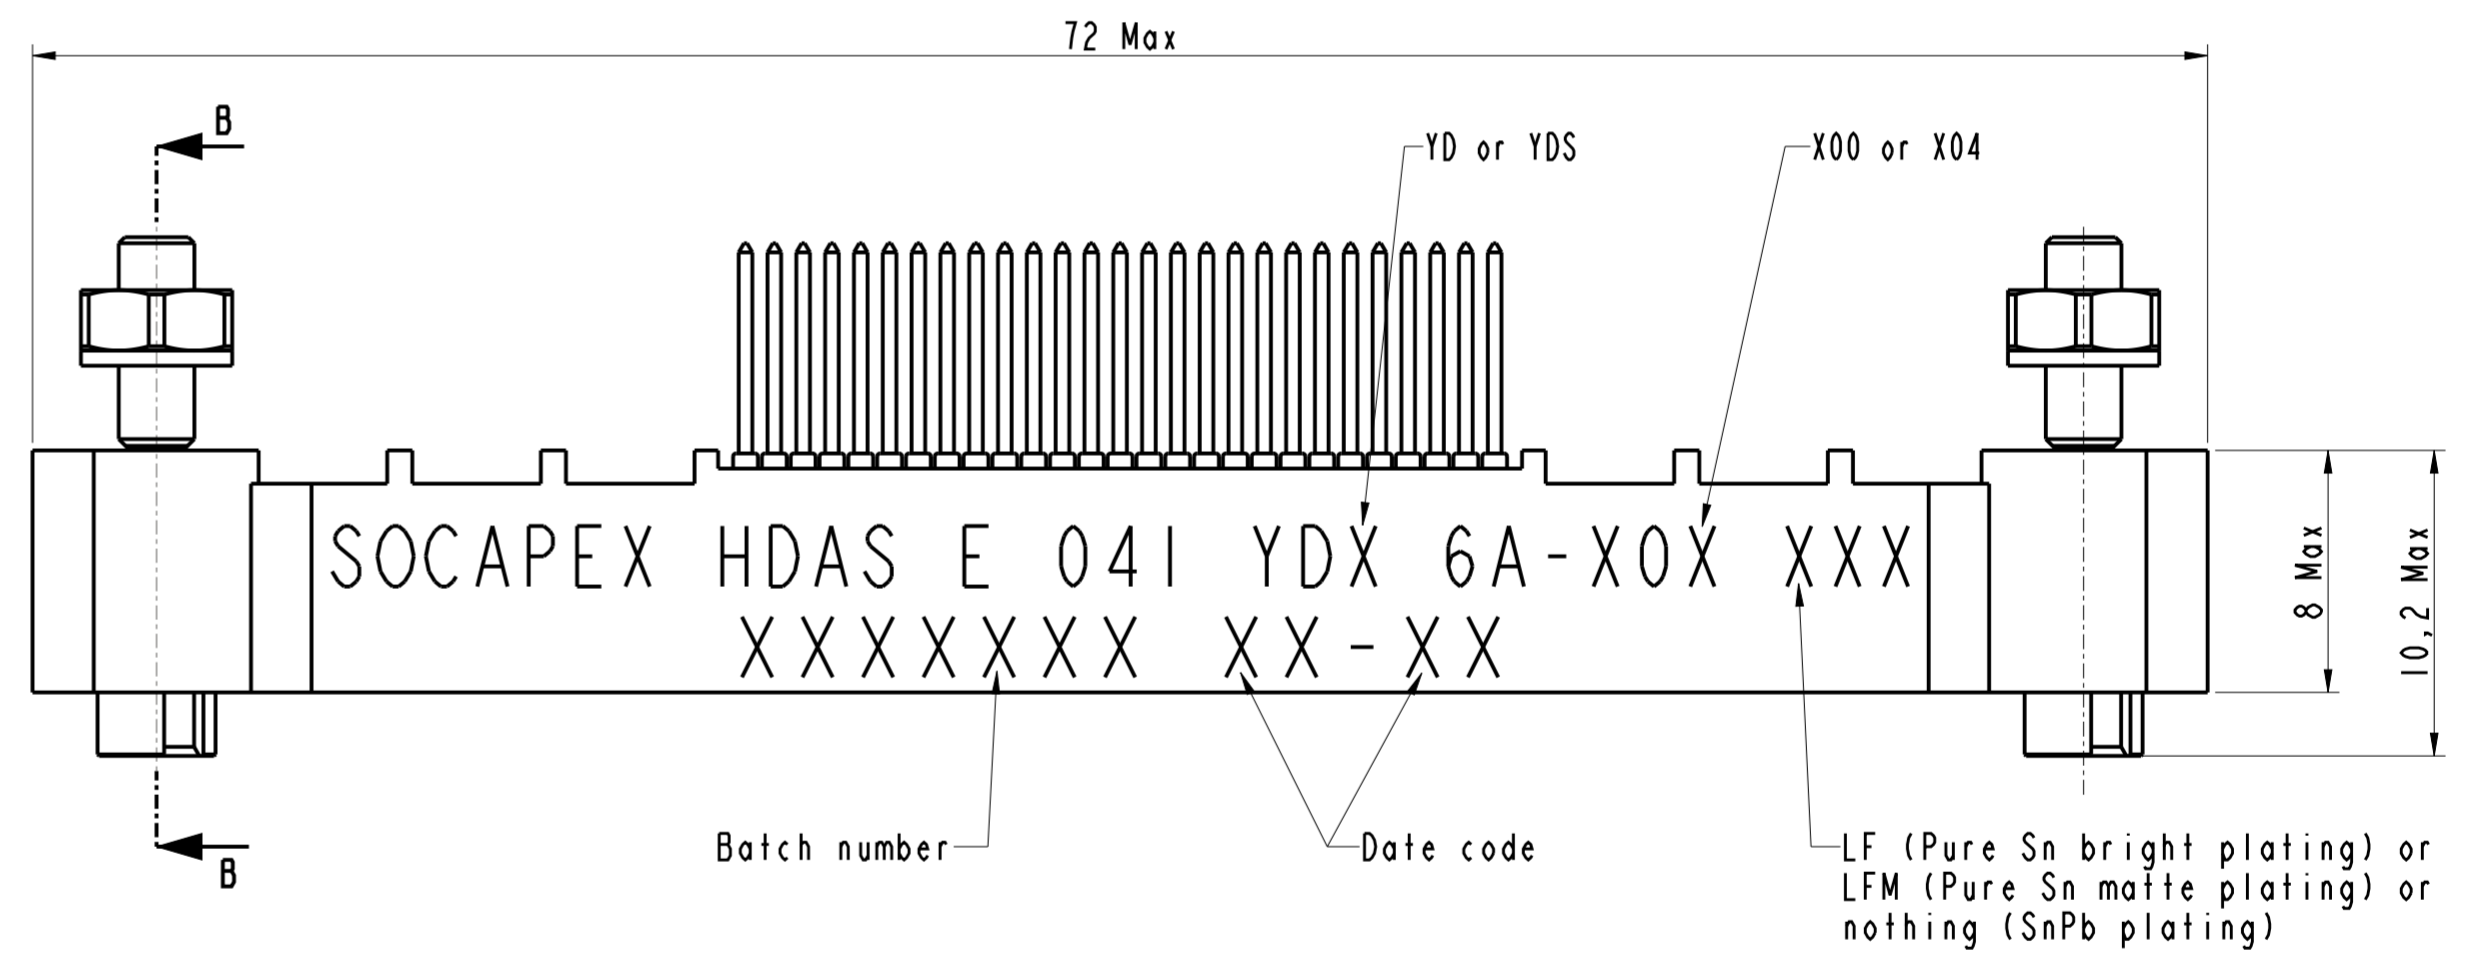 72 Max
B
YD or YDS
X00 or X04
SOCAPEX HDAS E 041 YDX 6A-X0X XXX
XXXXXXX XX-XX
8 Max
10,2 Max
Batch number
Date code
B
LF (Pure Sn bright plating) or
LFM (Pure Sn matte plating) or
nothing (SnPb plating)